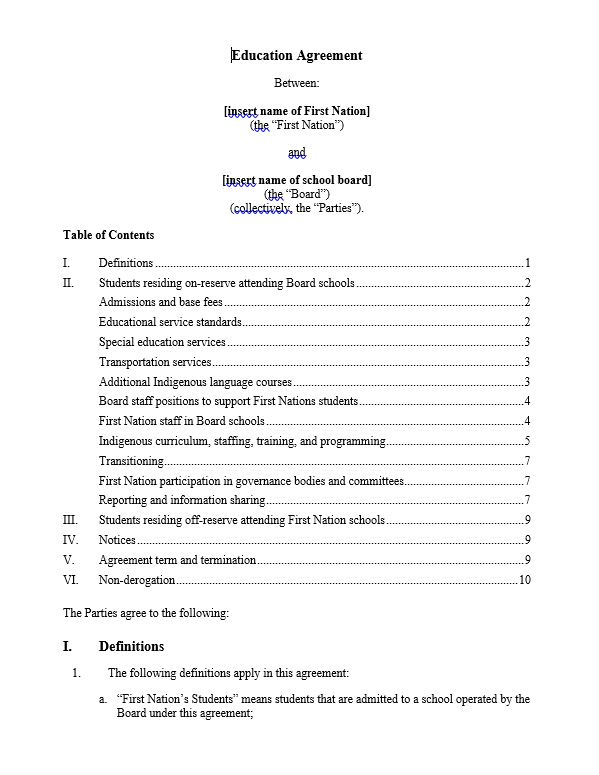 Education Agreement
Between:
[insert name of First Nation]
(the “First Nation”)
and
[insert name of school board]
(the “Board”)
(collectively, the “Parties”).
Table of Contents
I. Definitions 1
II. Students residing on-reserve attending Board schools 2
Admissions and base fees 2
Educational service standards 2
Special education services 3
Transportation services 3
Additional Indigenous language courses 3
Board staff positions to support First Nations students 4
First Nation staff in Board schools 4
Indigenous curriculum, staffing, training, and programming 5
Transitioning 7
First Nation participation in governance bodies and committees 7
Reporting and information sharing 7
III. Students residing off-reserve attending First Nation schools 9
IV. Notices 9
V. Agreement term and termination 9
VI. Non-derogation 10
The Parties agree to the following:
I. Definitions
1. The following definitions apply in this agreement:
a. “First Nation’s Students” means students that are admitted to a school operated by the
Board under this agreement;